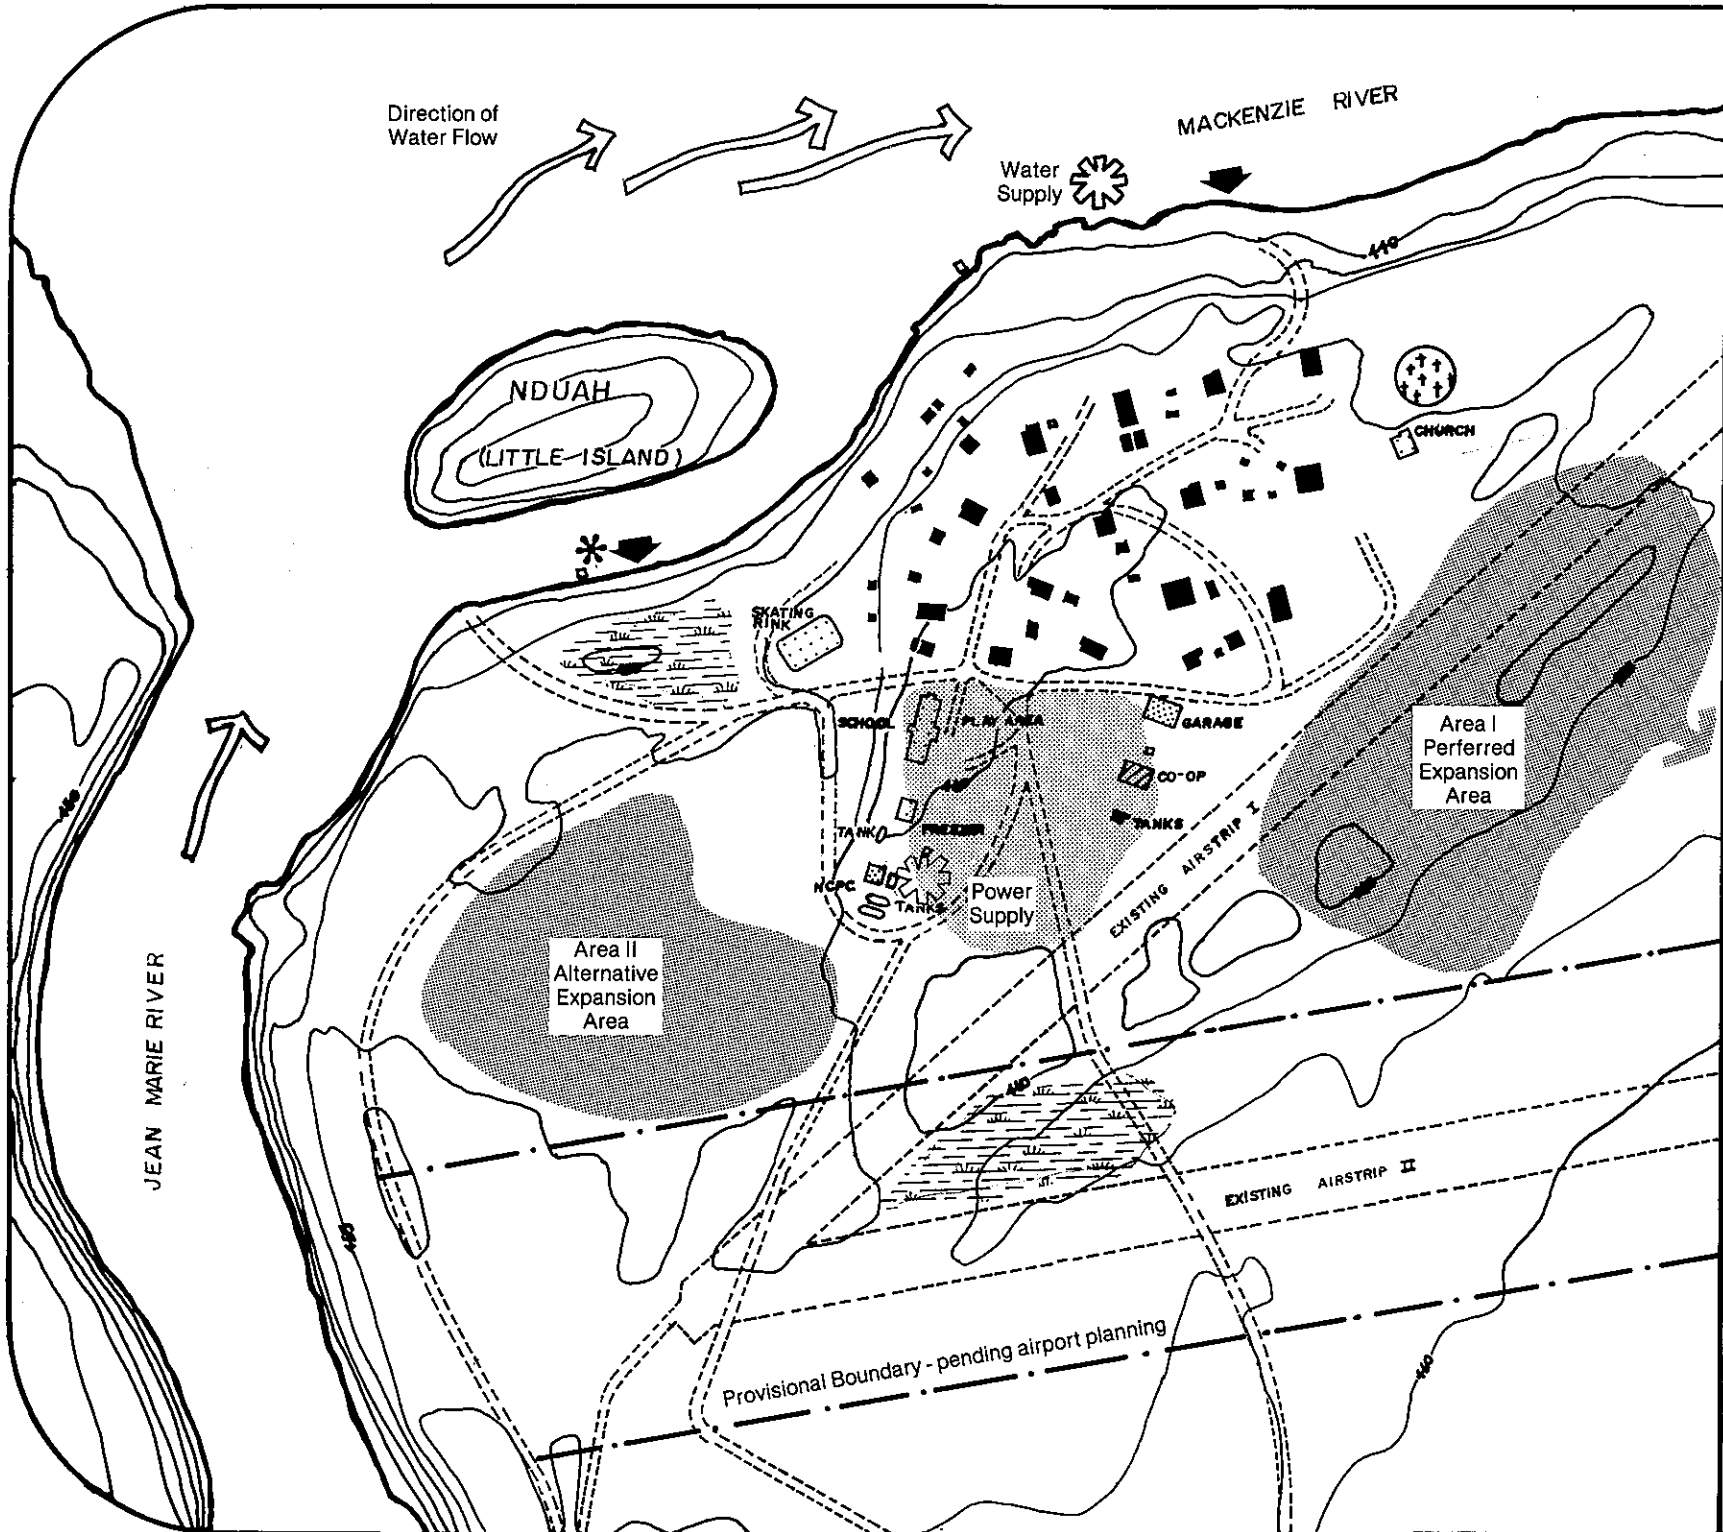 Direction of
Water Flow
MACKENZIE RIVER
Water
Supply
440
NDUAH
(LITTLE ISLAND)
CHURCH
SKATING
RINK
SCHOOL
PLAY AREA
GARAGE
CO-OP
TANKS
TANK
FREEZER
NCPC
TANKS
Power
Supply
EXISTING AIRSTRIP I
Area I
Perferred
Expansion
Area
Area II
Alternative
Expansion
Area
JEAN MARIE RIVER
EXISTING AIRSTRIP II
Provisional Boundary - pending airport planning
460